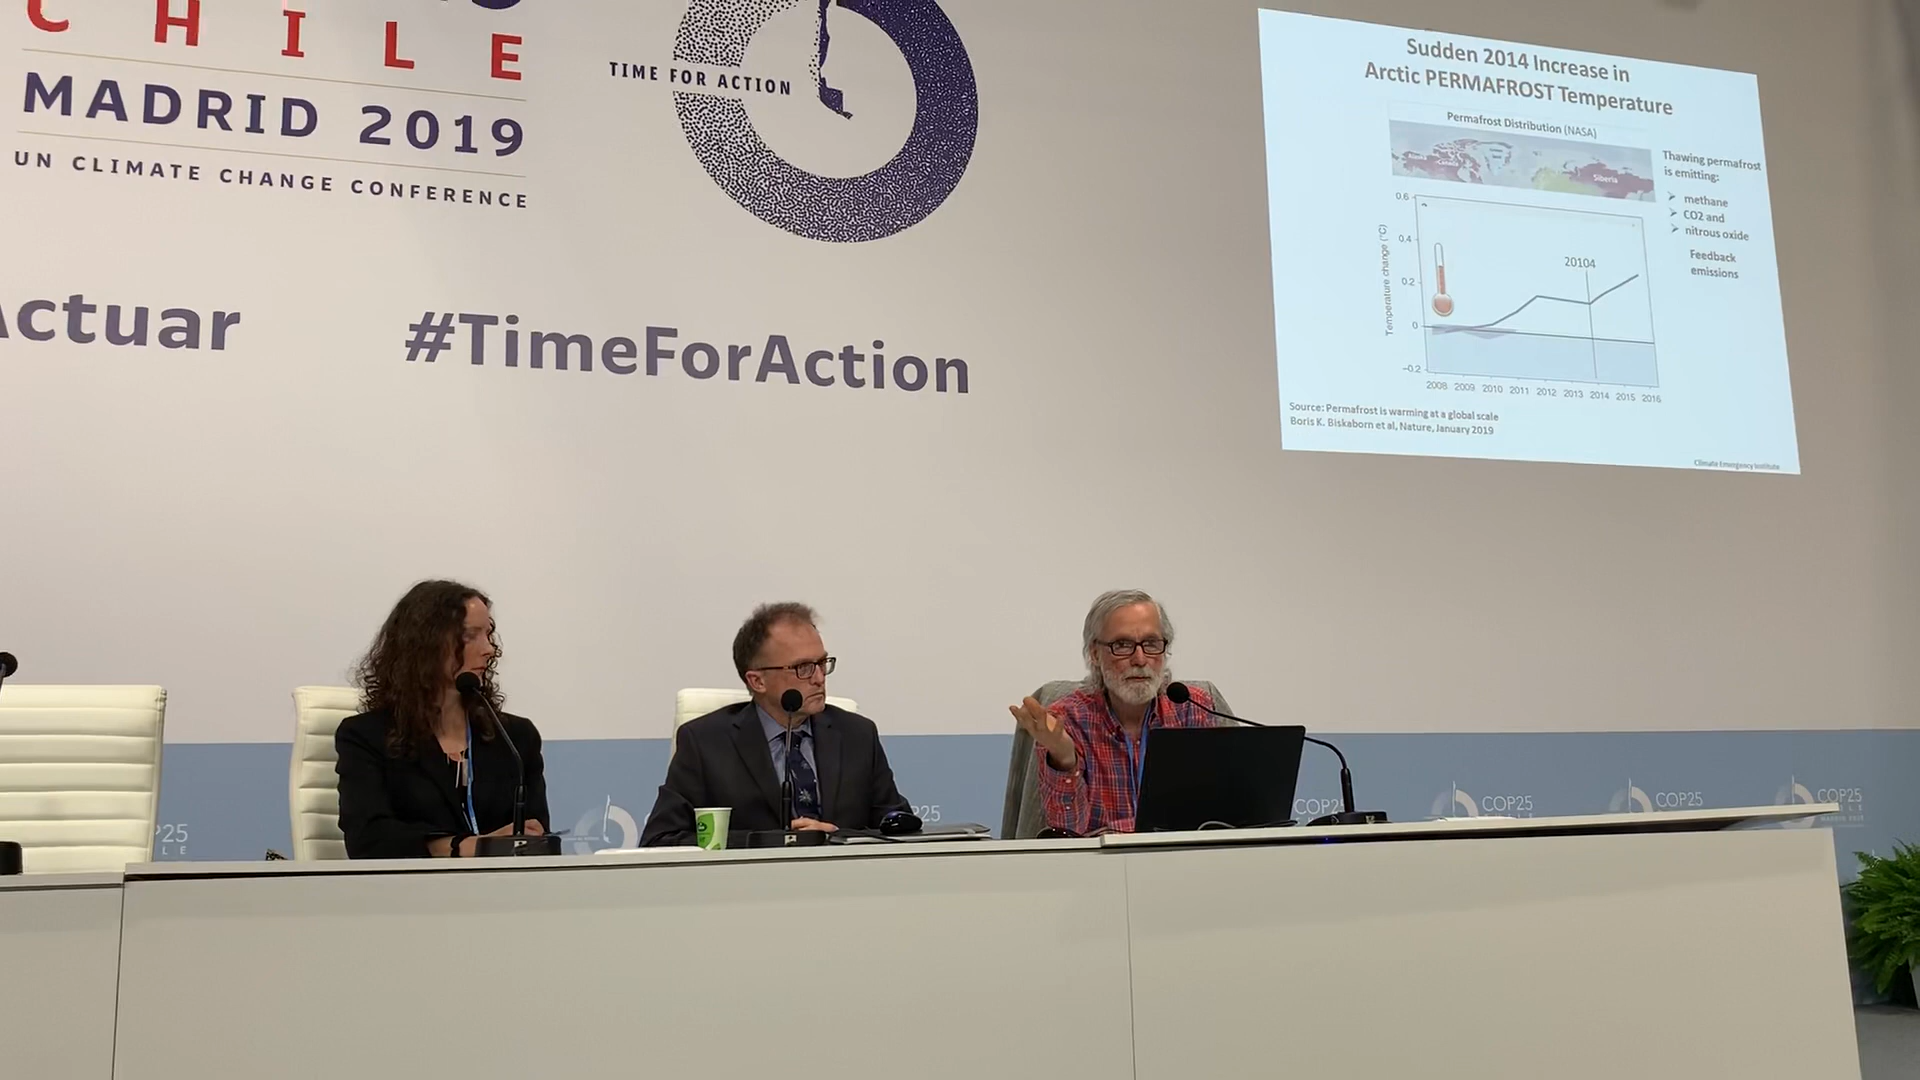 CHILE
MADRID 2019
UN CLIMATE CHANGE CONFERENCE
TIME FOR ACTION
Actuar
#TimeForAction
Sudden 2014 Increase in
Arctic PERMAFROST Temperature
Permafrost Distribution (NASA)
Siberia
Thawing permafrost
is emitting:
methane
CO2 and
nitrous oxide
Feedback
emissions
Temperature change (°C)
0.6
0.4
0.2
0
−0.2
20104
2008 2009 2010 2011 2012 2013 2014 2015 2016
Source: Permafrost is warming at a global scale
Boris K. Biskaborn et al, Nature, January 2019
Climate Emergency Institute
25
COP25
COP25
COP25
COP25
COP25